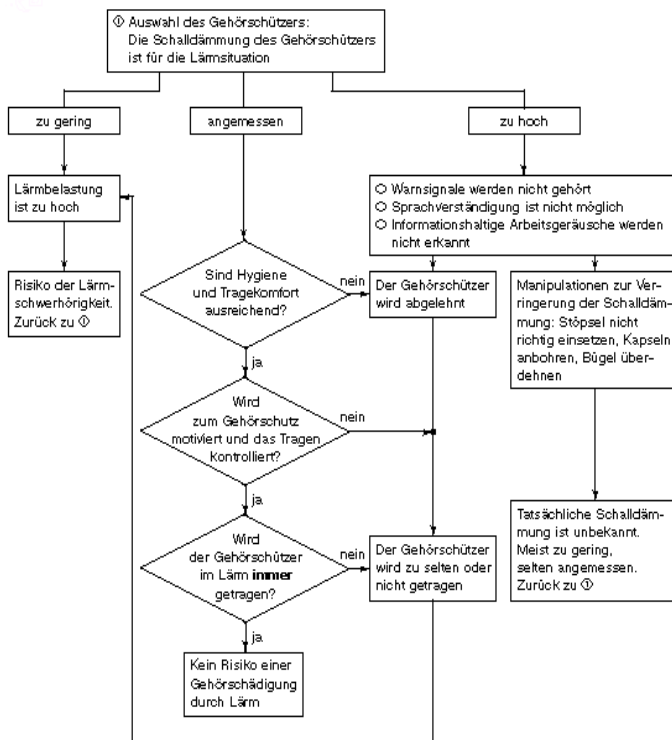 ① Auswahl des Gehörschützers:
Die Schalldämmung des Gehörschützers
ist für die Lärmsituation
zu gering
angemessen
zu hoch
Lärmbelastung
ist zu hoch
○ Warnsignale werden nicht gehört
○ Sprachverständigung ist nicht möglich
○ Informationshaltige Arbeitsgeräusche werden
nicht erkannt
Risiko der Lärm-
schwerhörigkeit.
Zurück zu ①
Sind Hygiene
und Tragekomfort
ausreichend?
nein
Der Gehörschützer
wird abgelehnt
Manipulationen zur Ver-
ringerung der Schalldäm-
mung: Stöpsel nicht
richtig einsetzen, Kapseln
anbohren, Bügel über-
dehnen
ja
Wird
zum Gehörschutz
motiviert und das Tragen
Kontrolliert?
nein
ja
Wird
der Gehörschützer
im Lärm immer
getragen?
nein
Der Gehörschützer
wird zu selten oder
nicht getragen
Tatsächliche Schalldäm-
mung ist unbekannt.
Meist zu gering,
selten angemessen.
Zurück zu ①
ja
Kein Risiko einer
Gehörschädigung
durch Lärm